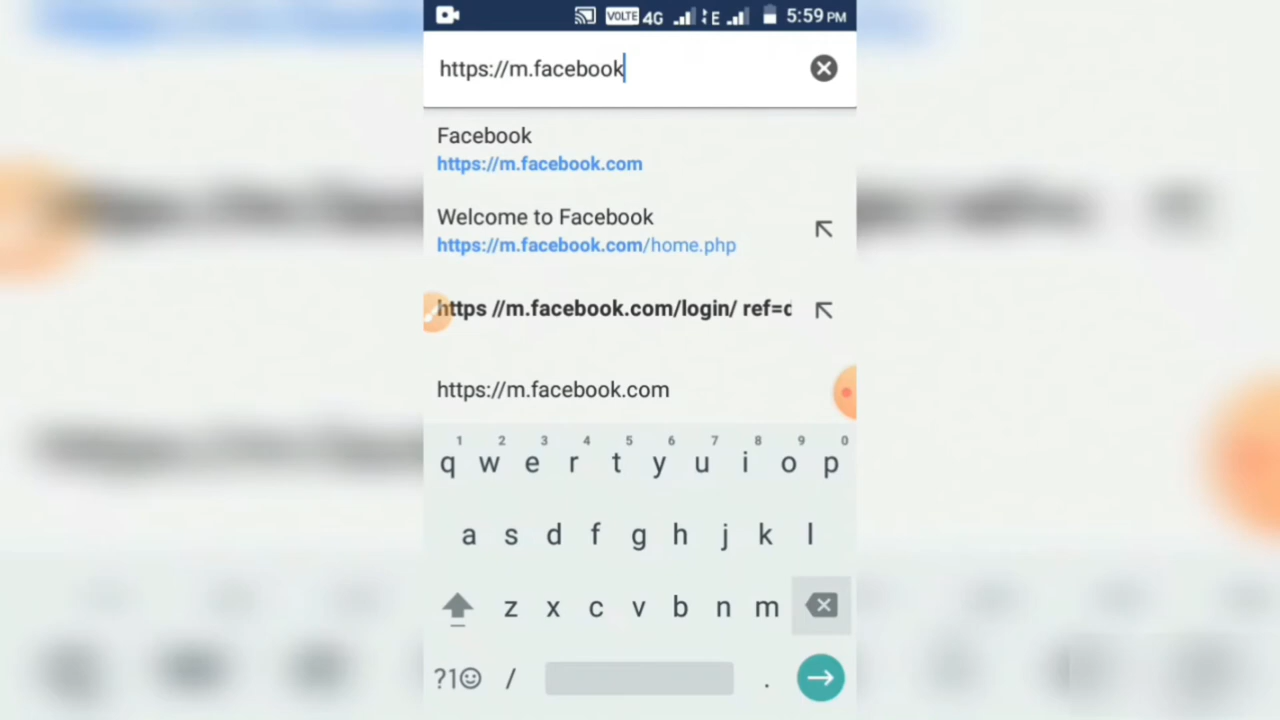 VOLTE 4G E 5:59 PM
https://m.facebook
Facebook
https://m.facebook.com
Welcome to Facebook
https://m.facebook.com/home.php
https //m.facebook.com/login/ ref=d
https://m.facebook.com
1 2 3 4 5 6 7 8 9 0
q w e r t y u i o p
a s d f g h j k l
z x c v b n m
?1☺ / .